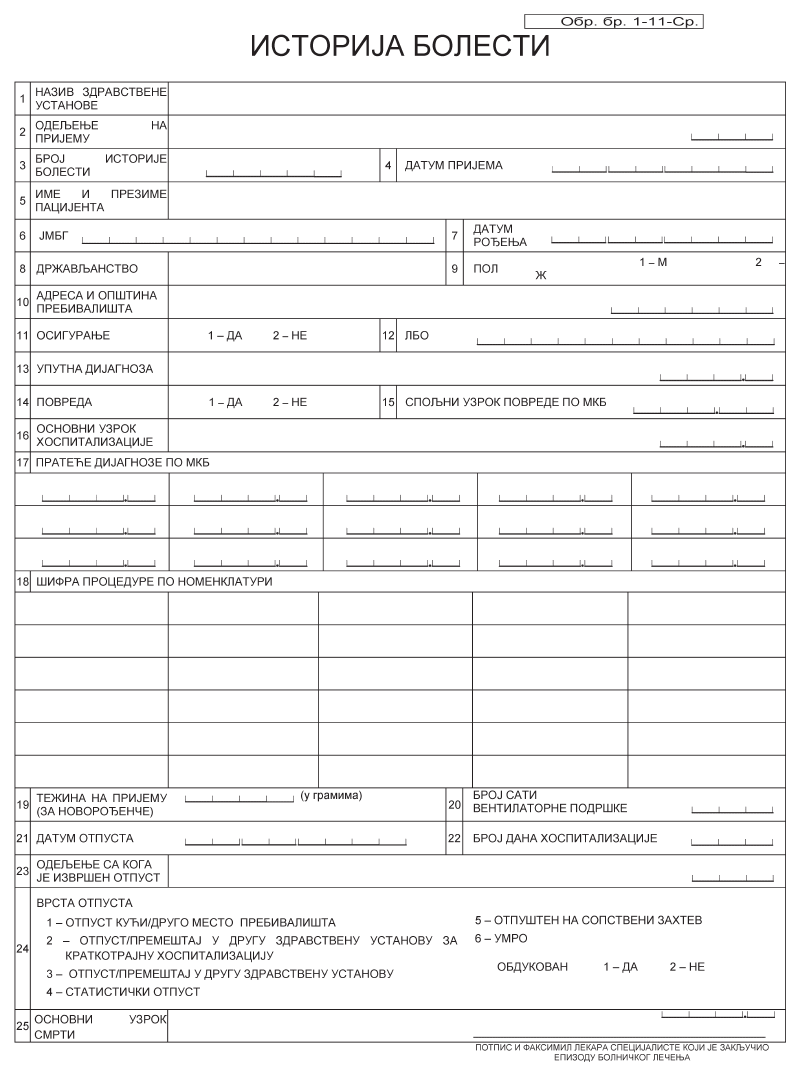 Обр. бр. 1-11-Ср.
ИСТОРИЈА БОЛЕСТИ
1 НАЗИВ ЗДРАВСТВЕНЕ
УСТАНОВЕ
2 ОДЕЉЕЊЕ НА
ПРИЈЕМУ
3 БРОЈ ИСТОРИЈЕ
БОЛЕСТИ
4 ДАТУМ ПРИЈЕМА
5 ИМЕ И ПРЕЗИМЕ
ПАЦИЈЕНТА
6 ЈМБГ
7 ДАТУМ
РОЂЕЊА
8 ДРЖАВЉАНСТВО
9 ПОЛ 1 – М 2 –
Ж
10 АДРЕСА И ОПШТИНА
ПРЕБИВАЛИШТА
11 ОСИГУРАЊЕ 1 – ДА 2 – НЕ
12 ЛБО
13 УПУТНА ДИЈАГНОЗА
14 ПОВРЕДА 1 – ДА 2 – НЕ
15 СПОЉНИ УЗРОК ПОВРЕДЕ ПО МКБ
16 ОСНОВНИ УЗРОК
ХОСПИТАЛИЗАЦИЈЕ
17 ПРАТЕЋЕ ДИЈАГНОЗЕ ПО МКБ
18 ШИФРА ПРОЦЕДУРЕ ПО НОМЕНКЛАТУРИ
19 ТЕЖИНА НА ПРИЈЕМУ (у грамима)
(ЗА НОВОРОЂЕНЧЕ)
20 БРОЈ САТИ
ВЕНТИЛАТОРНЕ ПОДРШКЕ
21 ДАТУМ ОТПУСТА
22 БРОЈ ДАНА ХОСПИТАЛИЗАЦИЈЕ
23 ОДЕЉЕЊЕ СА КОГА
ЈЕ ИЗВРШЕН ОТПУСТ
24 ВРСТА ОТПУСТА
1 – ОТПУСТ КУЋИ/ДРУГО МЕСТО ПРЕБИВАЛИШТА
2 – ОТПУСТ/ПРЕМЕШТАЈ У ДРУГУ ЗДРАВСТВЕНУ УСТАНОВУ ЗА
КРАТКОТРАЈНУ ХОСПИТАЛИЗАЦИЈУ
3 – ОТПУСТ/ПРЕМЕШТАЈ У ДРУГУ ЗДРАВСТВЕНУ УСТАНОВУ
4 – СТАТИСТИЧКИ ОТПУСТ
5 – ОТПУШТЕН НА СОПСТВЕНИ ЗАХТЕВ
6 – УМРО
ОБДУКОВАН 1 – ДА 2 – НЕ
25 ОСНОВНИ УЗРОК
СМРТИ
ПОТПИС И ФАКСИМИЛ ЛЕКАРА СПЕЦИЈАЛИСТЕ КОЈИ ЈЕ ЗАКЉУЧИО
ЕПИЗОДУ БОЛНИЧКОГ ЛЕЧЕЊА